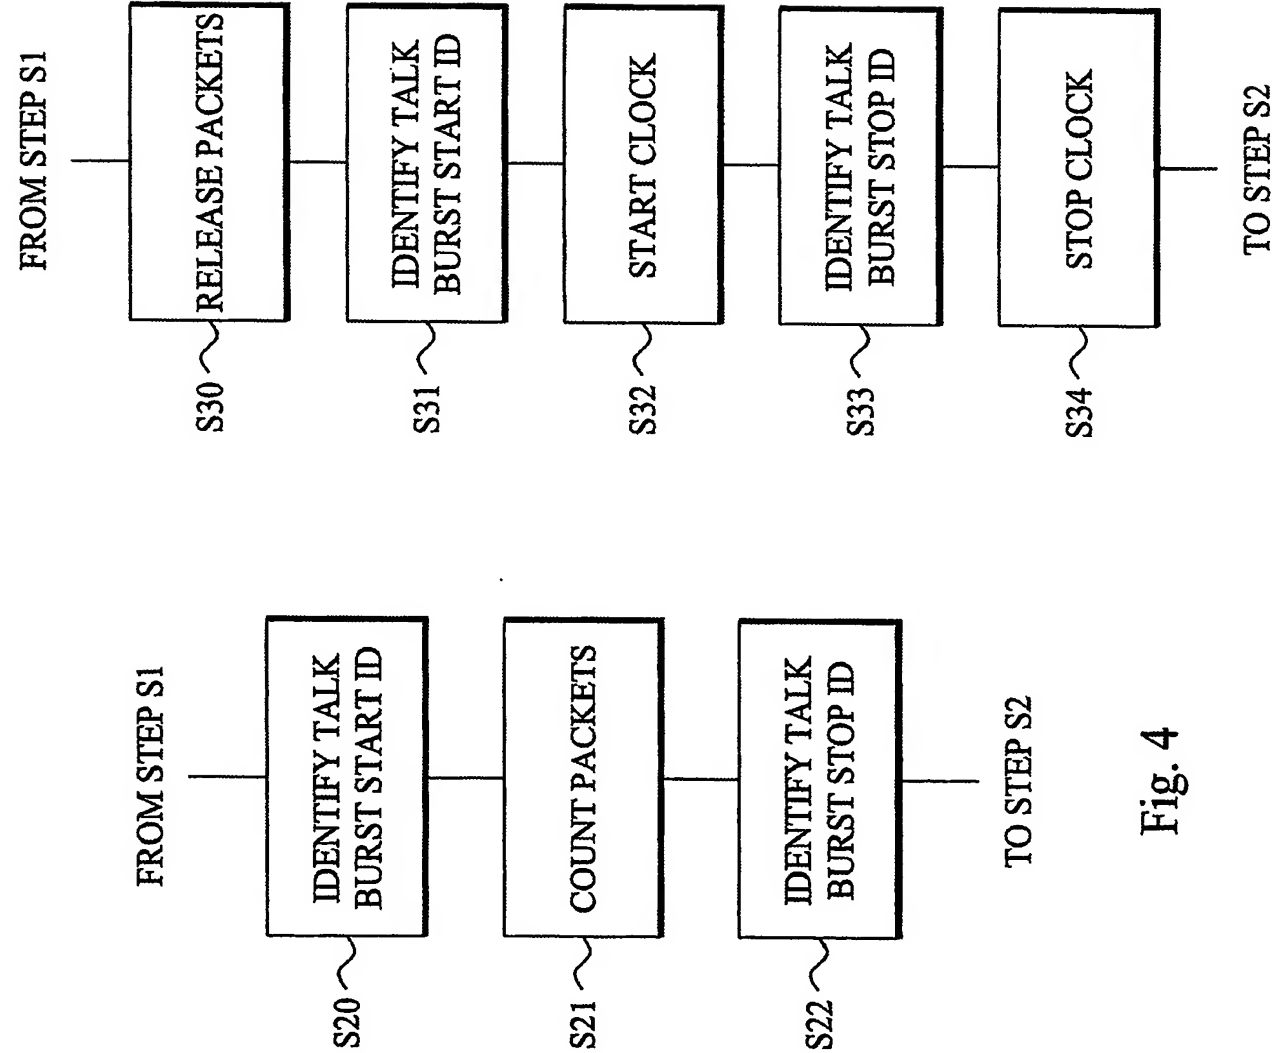 FROM STEP S1
S20
IDENTIFY TALK
BURST START ID
S21
COUNT PACKETS
S22
IDENTIFY TALK
BURST STOP ID
TO STEP S2
Fig. 4
FROM STEP S1
S30
RELEASE PACKETS
S31
IDENTIFY TALK
BURST START ID
S32
START CLOCK
S33
IDENTIFY TALK
BURST STOP ID
S34
STOP CLOCK
TO STEP S2